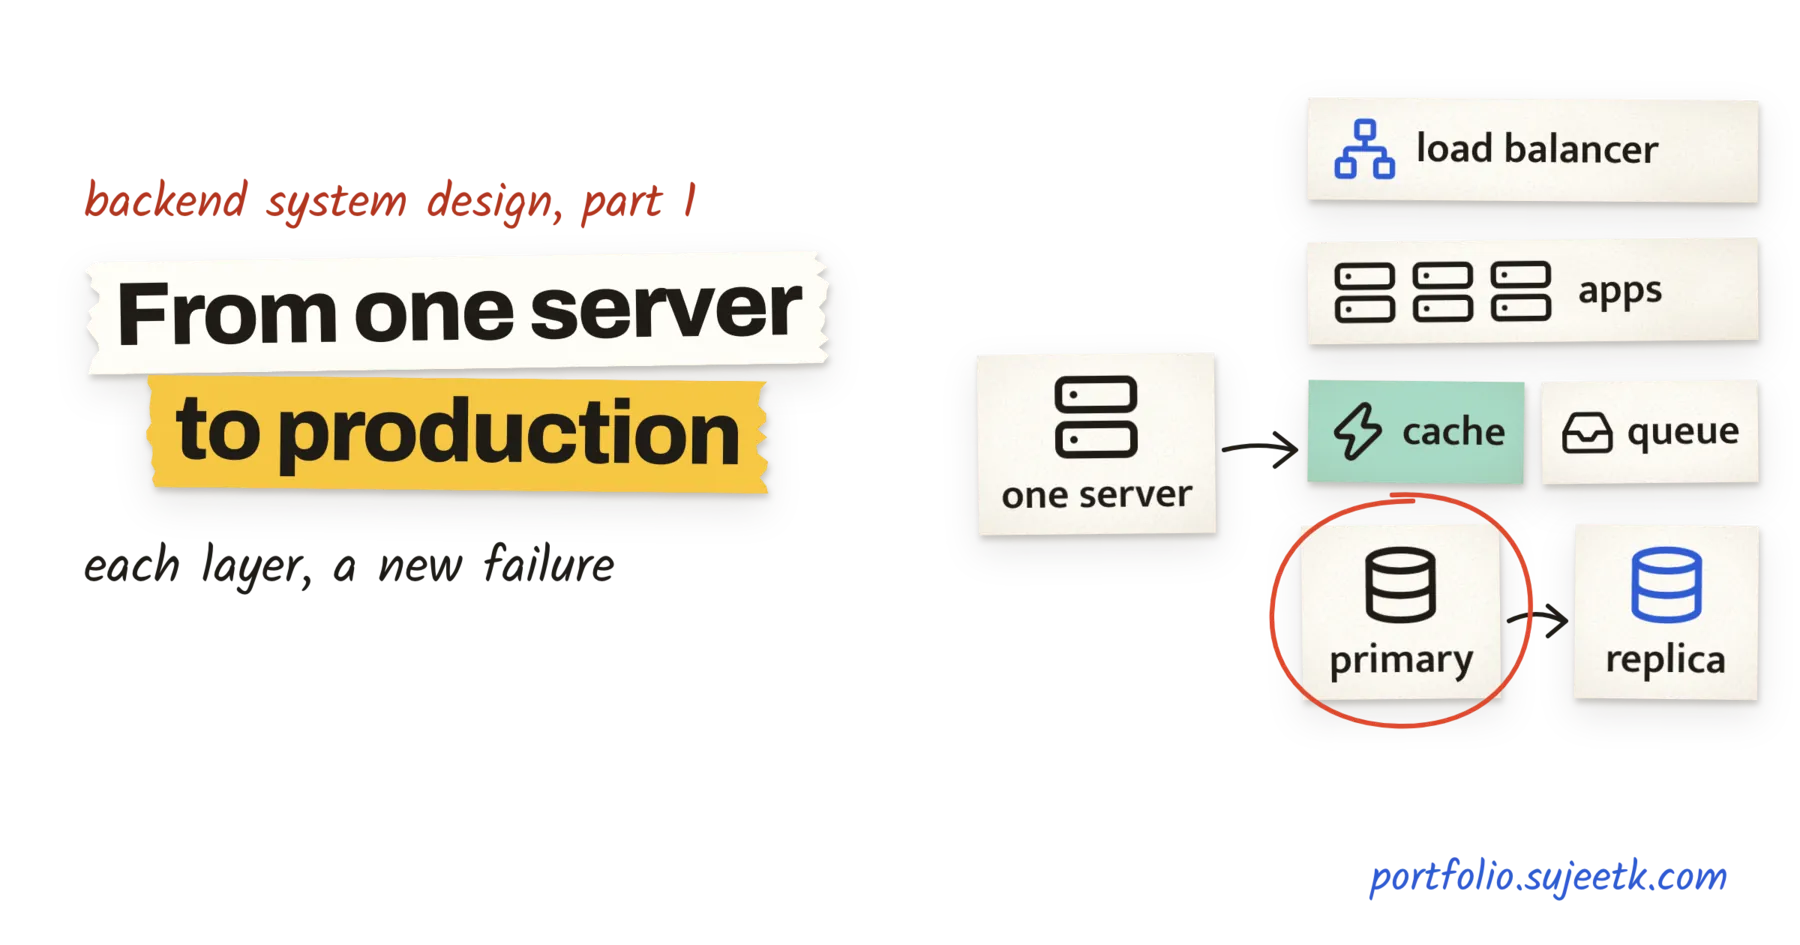 backend system design, part 1
From one server
to production
each layer, a new failure
one server
load balancer
apps
cache
queue
primary
replica
portfolio.sujeetk.com